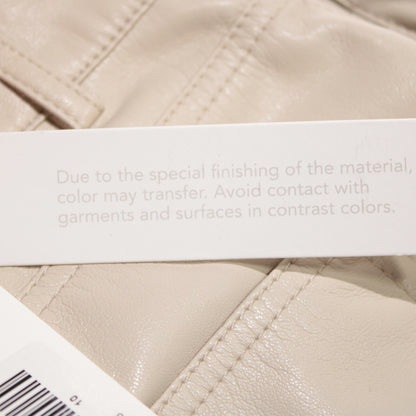 Due to the special finishing of the material,
color may transfer. Avoid contact with
garments and surfaces in contrast colors.
10